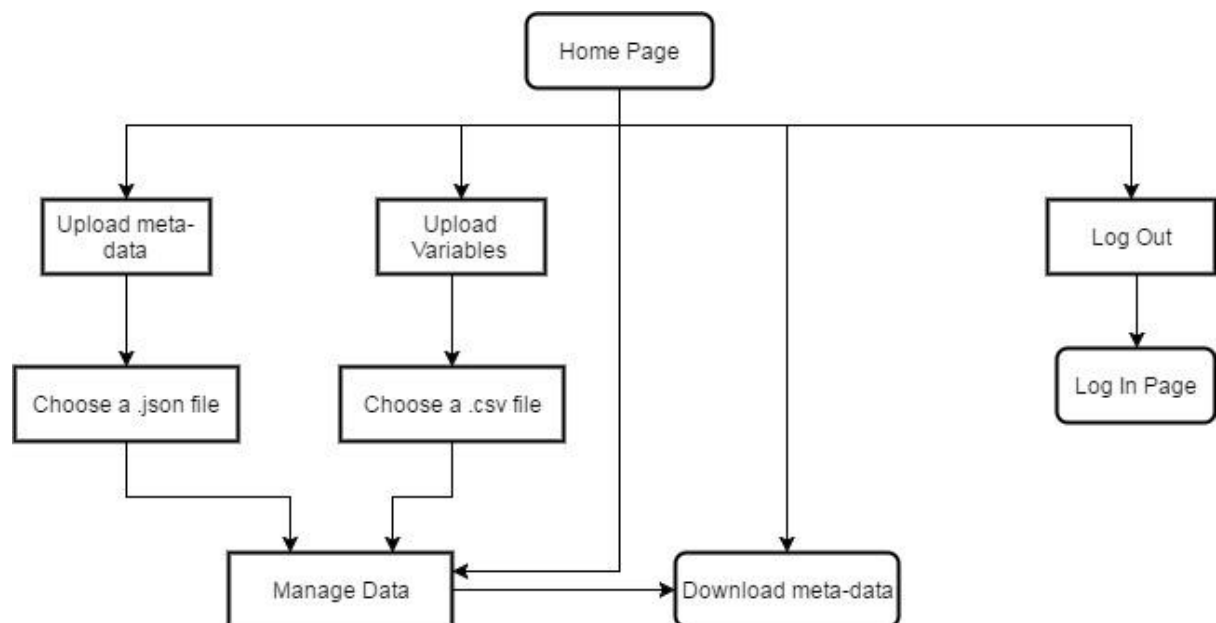 Home Page
Upload meta-
data
Upload
Variables
Log Out
Choose a .json file
Choose a .csv file
Log In Page
Manage Data
Download meta-data